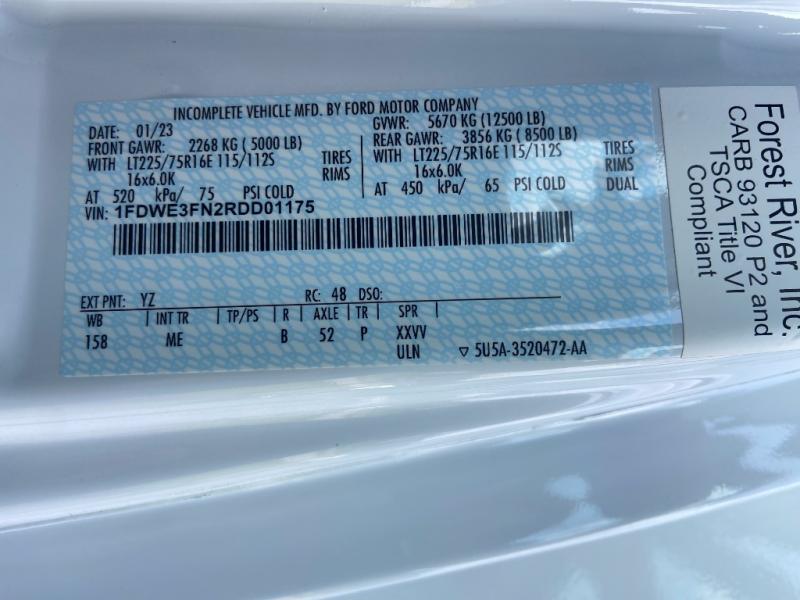 INCOMPLETE VEHICLE MFD. BY FORD MOTOR COMPANY
DATE: 01/23 GVWR: 5670 KG (12500 LB)
FRONT GAWR: 2268 KG ( 5000 LB) REAR GAWR: 3856 KG ( 8500 LB)
WITH LT225/75R16E 115/112S TIRES WITH LT225/75R16E 115/112S TIRES
16x6.0K RIMS 16x6.0K RIMS
AT 520 kPa/ 75 PSI COLD AT 450 kPa/ 65 PSI COLD DUAL
VIN: 1FDWE3FN2RDD01175
EXT PNT: YZ RC: 48 DSO:
WB INT TR TP/PS R AXLE TR SPR
158 ME B 52 P XXVV
ULN ▽ 5U5A-3520472-AA
Forest River, Inc.
CARB 93120 P2 and
TSCA Title VI
Compliant